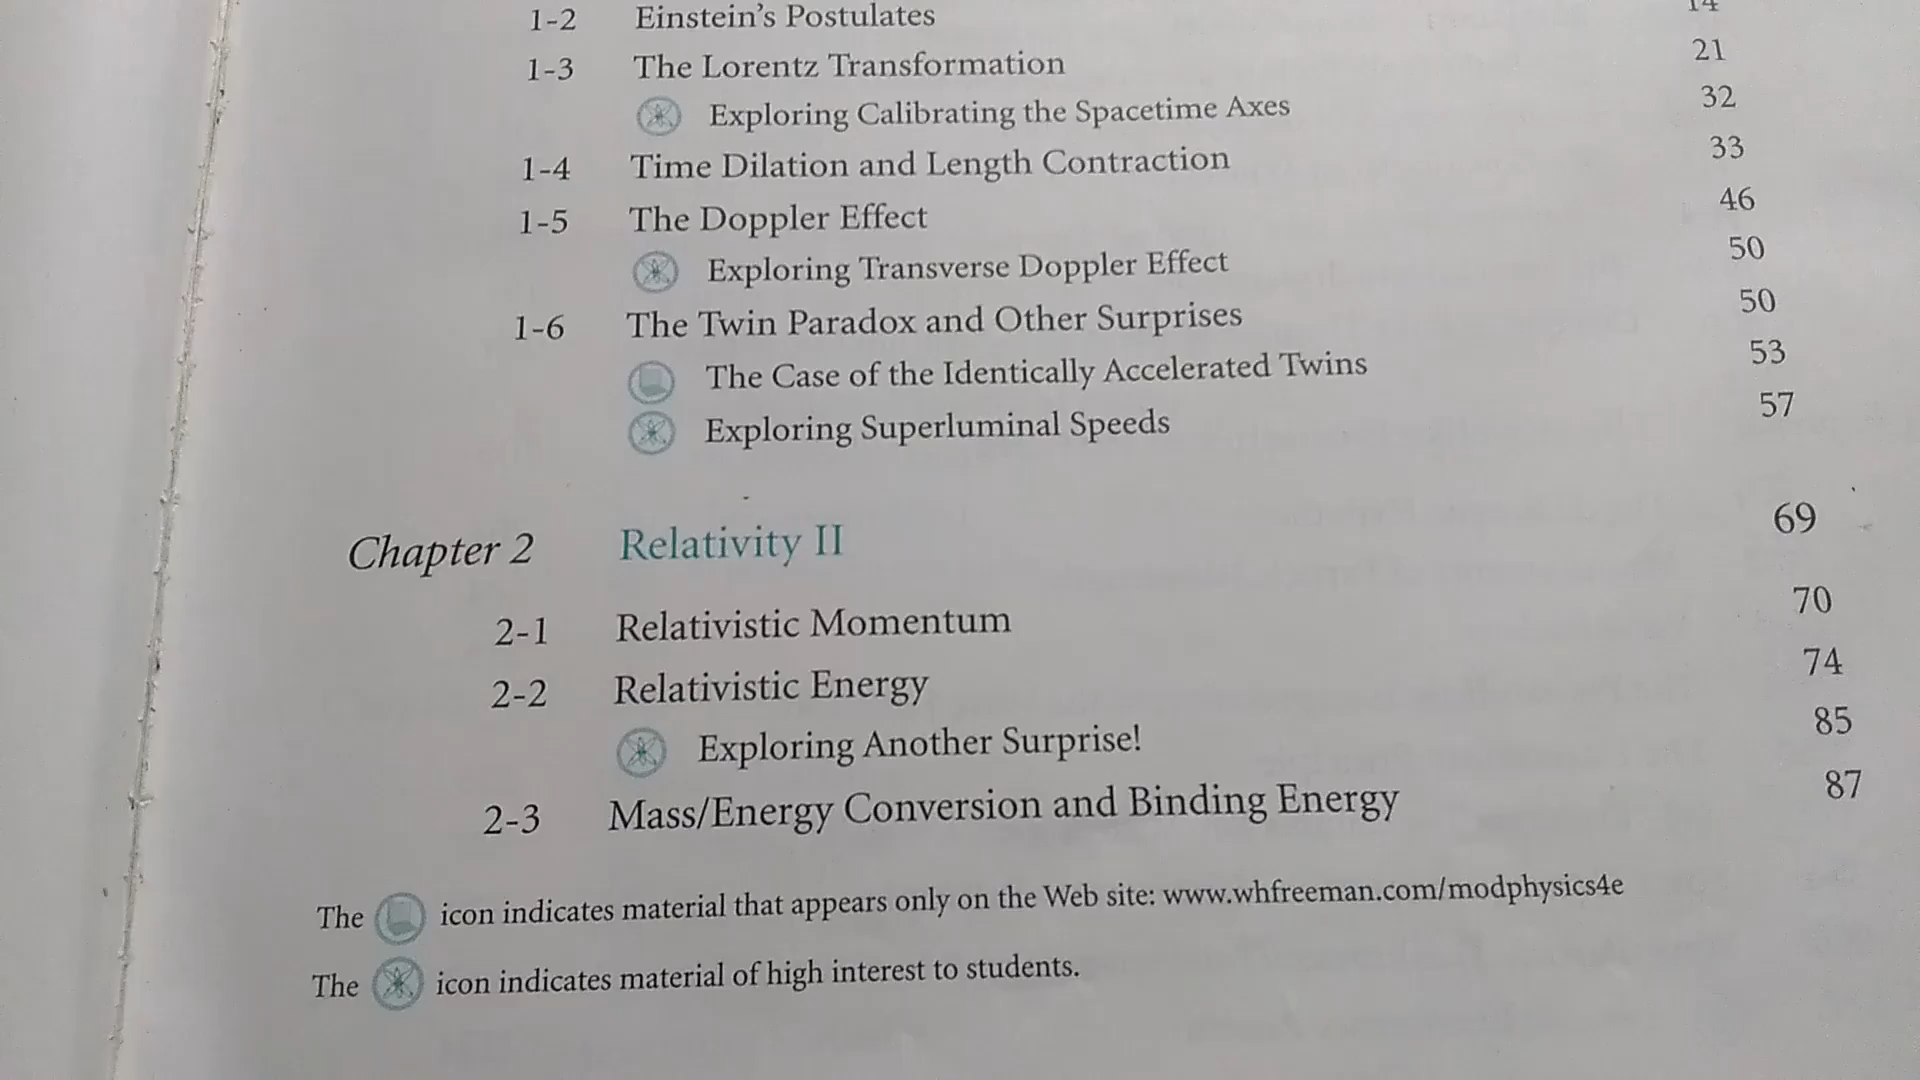 1-2 Einstein's Postulates 14
1-3 The Lorentz Transformation 21
Exploring Calibrating the Spacetime Axes 32
1-4 Time Dilation and Length Contraction 33
1-5 The Doppler Effect 46
Exploring Transverse Doppler Effect 50
1-6 The Twin Paradox and Other Surprises 50
The Case of the Identically Accelerated Twins 53
Exploring Superluminal Speeds 57
Chapter 2 Relativity II 69
2-1 Relativistic Momentum 70
2-2 Relativistic Energy 74
Exploring Another Surprise! 85
2-3 Mass/Energy Conversion and Binding Energy 87
The icon indicates material that appears only on the Web site: www.whfreeman.com/modphysics4e
The icon indicates material of high interest to students.